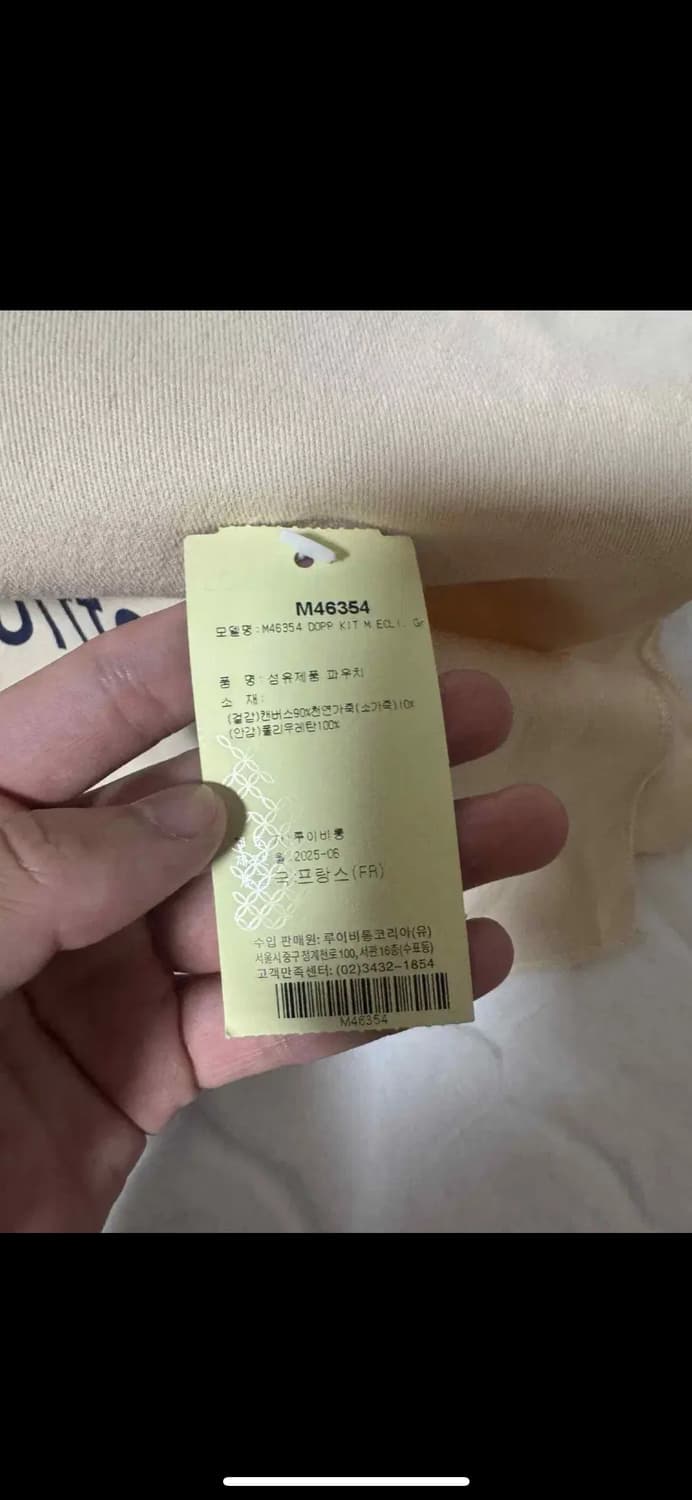 M46354
모델명 : M46354 DOPP KIT M.ECLI. Gr
품 명 : 섬유제품 파우치
소 재 :
(겉감)캔버스90%천연가죽(소가죽)10%
(안감)폴리우레탄100%
루이비통
월 : 2025-06
국:프랑스(FR)
수입 판매원: 루이비통코리아(유)
서울시중구청계천로100,서관16층(수표동)
고객만족센터: (02)3432-1854
M46354